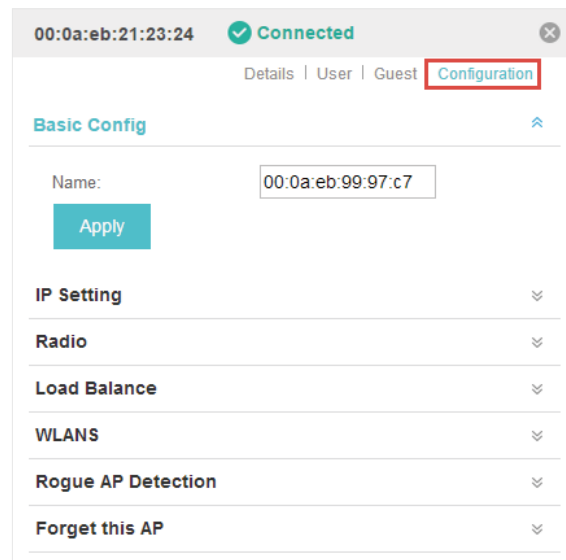 00:0a:eb:21:23:24 Connected
Details | User | Guest Configuration
Basic Config
Name: 00:0a:eb:99:97:c7
Apply
IP Setting
Radio
Load Balance
WLANS
Rogue AP Detection
Forget this AP